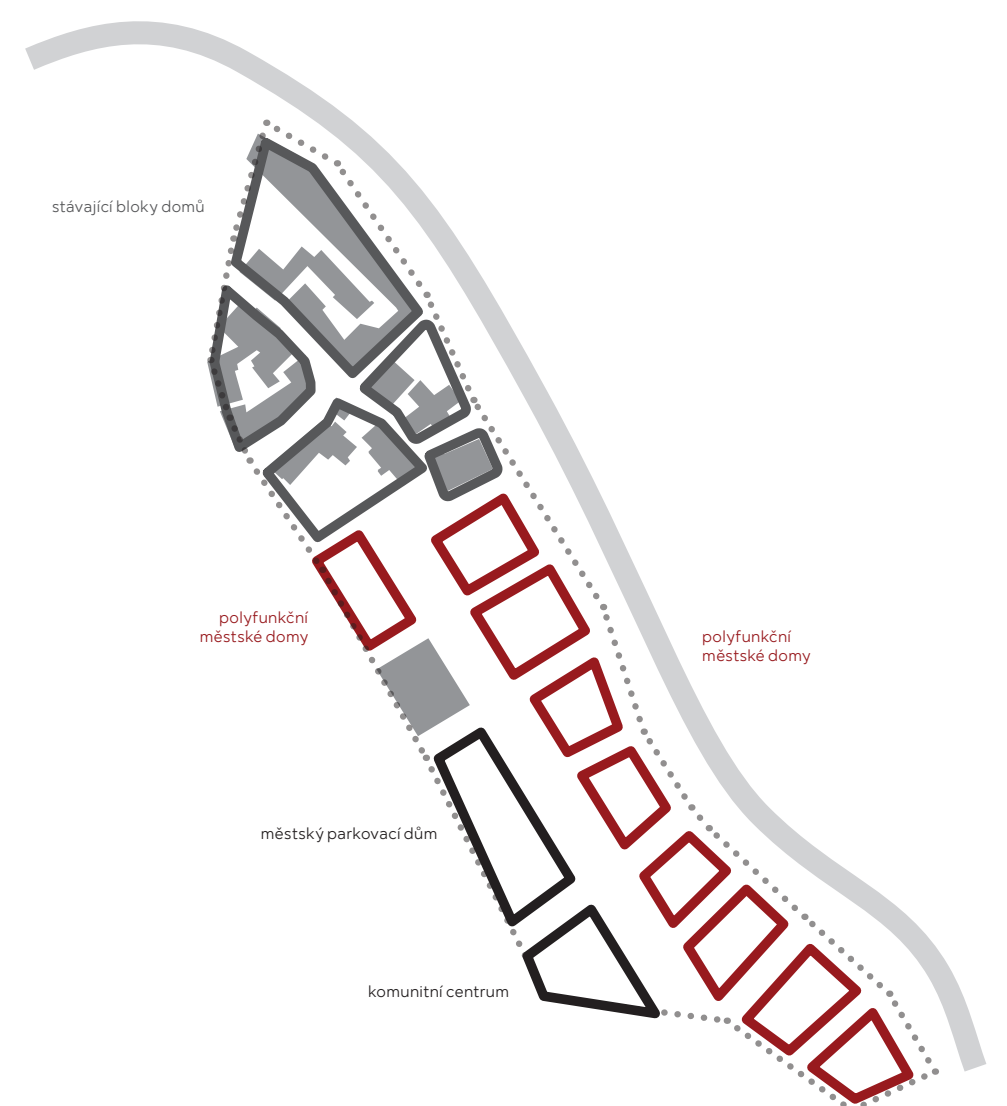 stávající bloky domů
polyfunkční
městské domy
polyfunkční
městské domy
městský parkovací dům
komunitní centrum